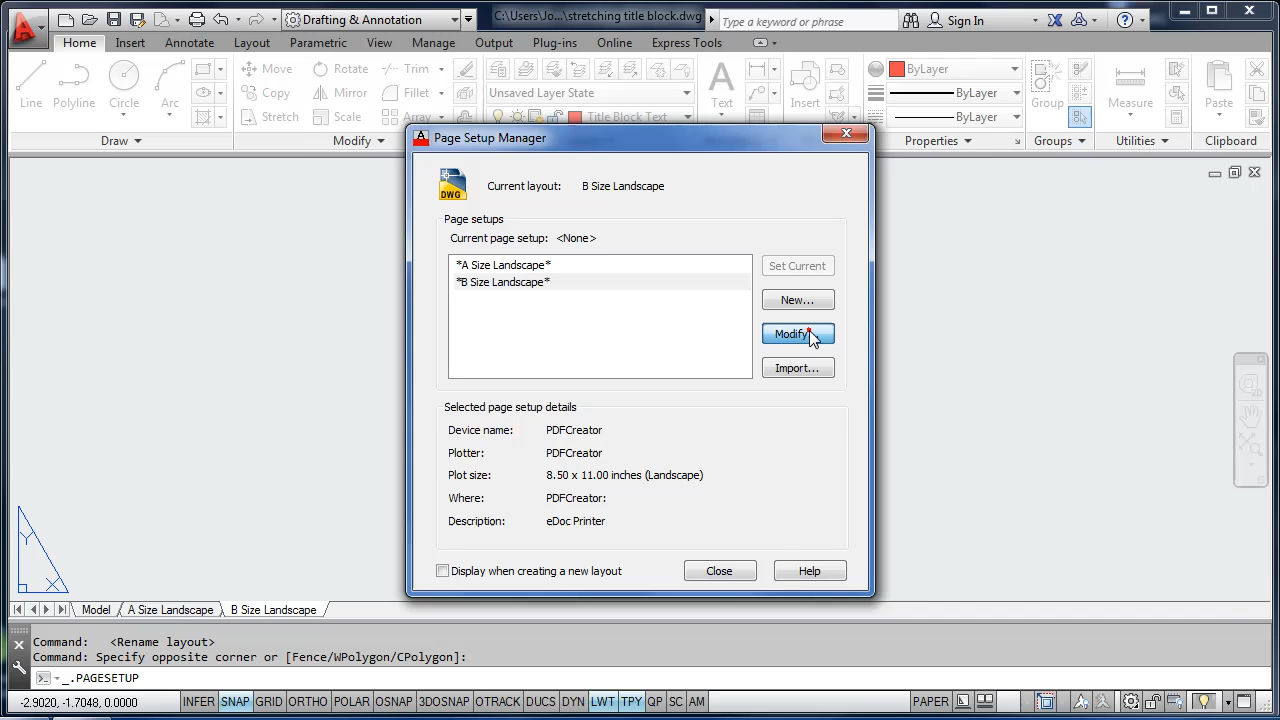 Drafting & Annotation
C:\Users\Jo...\stretching title block.dwg
Type a keyword or phrase
Sign In
Home
Insert
Annotate
Layout
Parametric
View
Manage
Output
Plug-ins
Online
Express Tools
Line
Polyline
Circle
Arc
Move
Rotate
Trim
Copy
Mirror
Fillet
Stretch
Scale
Array
Unsaved Layer State
Title Block Text
Text
Insert
ByLayer
ByLayer
ByLayer
Group
Measure
Paste
Draw
Modify
Properties
Groups
Utilities
Clipboard
Page Setup Manager
DWG
Current layout: B Size Landscape
Page setups
Current page setup: <None>
*A Size Landscape*
*B Size Landscape*
Set Current
New...
Modify
Import...
Selected page setup details
Device name: PDFCreator
Plotter: PDFCreator
Plot size: 8.50 x 11.00 inches (Landscape)
Where: PDFCreator:
Description: eDoc Printer
Display when creating a new layout
Close
Help
Y
X
Model
A Size Landscape
B Size Landscape
Command: <Rename layout>
Command: Specify opposite corner or [Fence/WPolygon/CPolygon]:
_.PAGESETUP
-2.9020, -1.7048, 0.0000
INFER SNAP GRID ORTHO POLAR OSNAP 3DOSNAP OTRACK DUCS DYN LWT TPY QP SC AM
PAPER